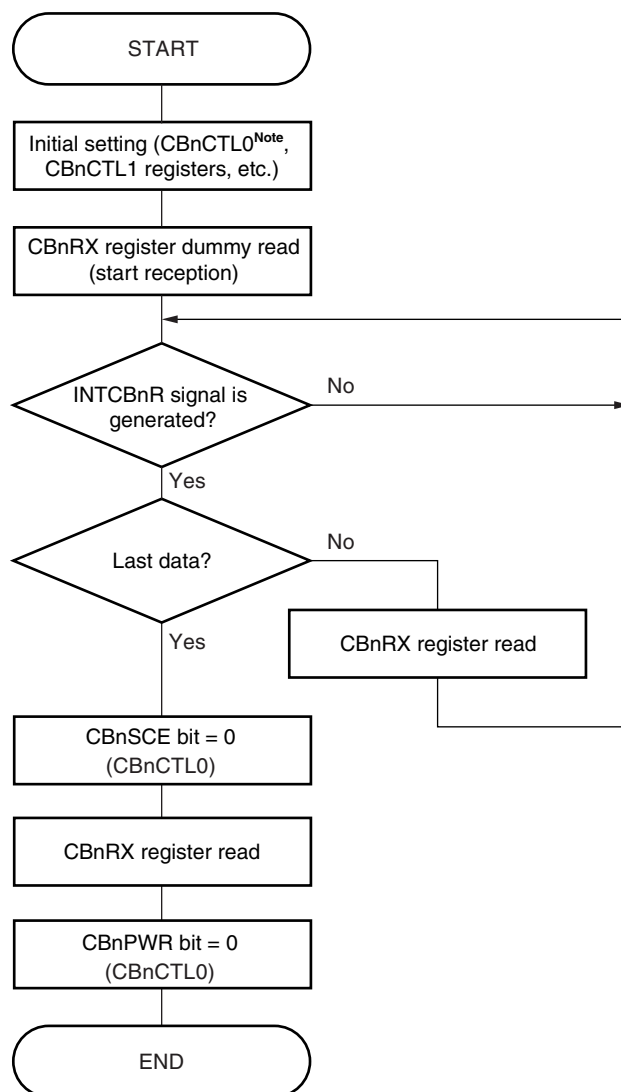 START
Initial setting (CBnCTL0Note,
CBnCTL1 registers, etc.)
CBnRX register dummy read
(start reception)
INTCBnR signal is
generated?
No
Yes
Last data?
No
Yes
CBnRX register read
CBnSCE bit = 0
(CBnCTL0)
CBnRX register read
CBnPWR bit = 0
(CBnCTL0)
END